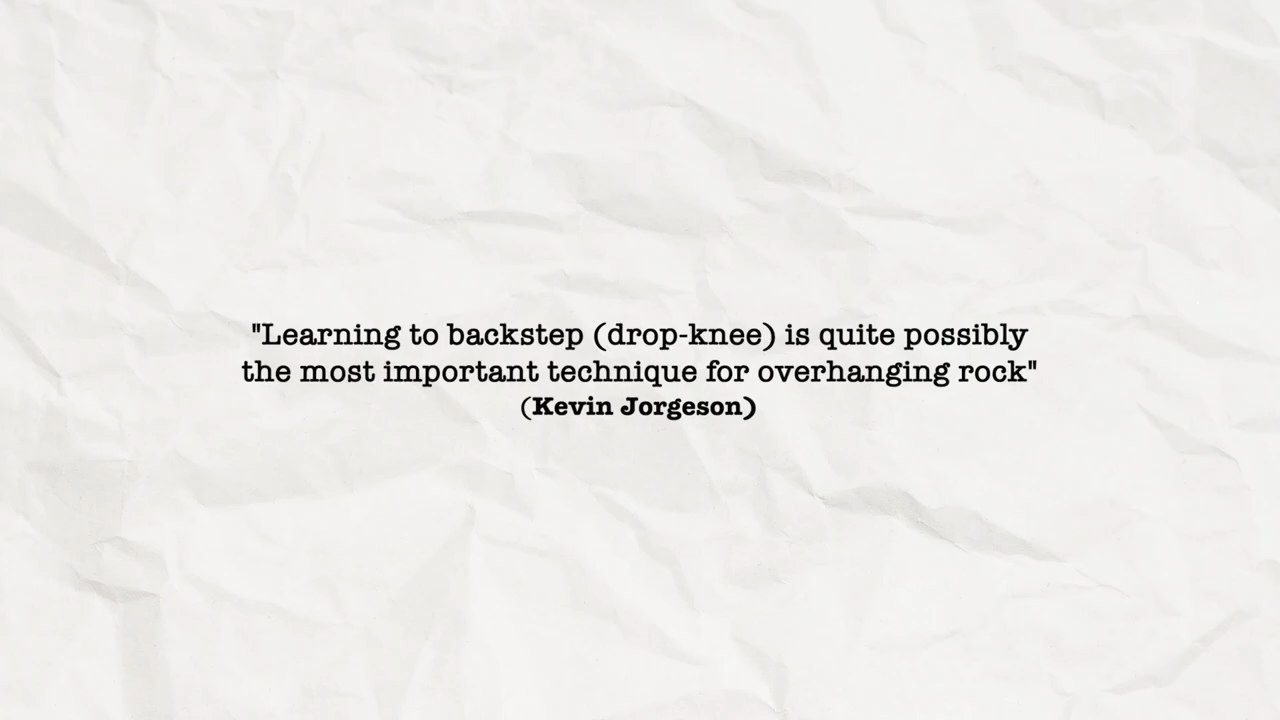 "Learning to backstep (drop-knee) is quite possibly
the most important technique for overhanging rock"
(Kevin Jorgeson)